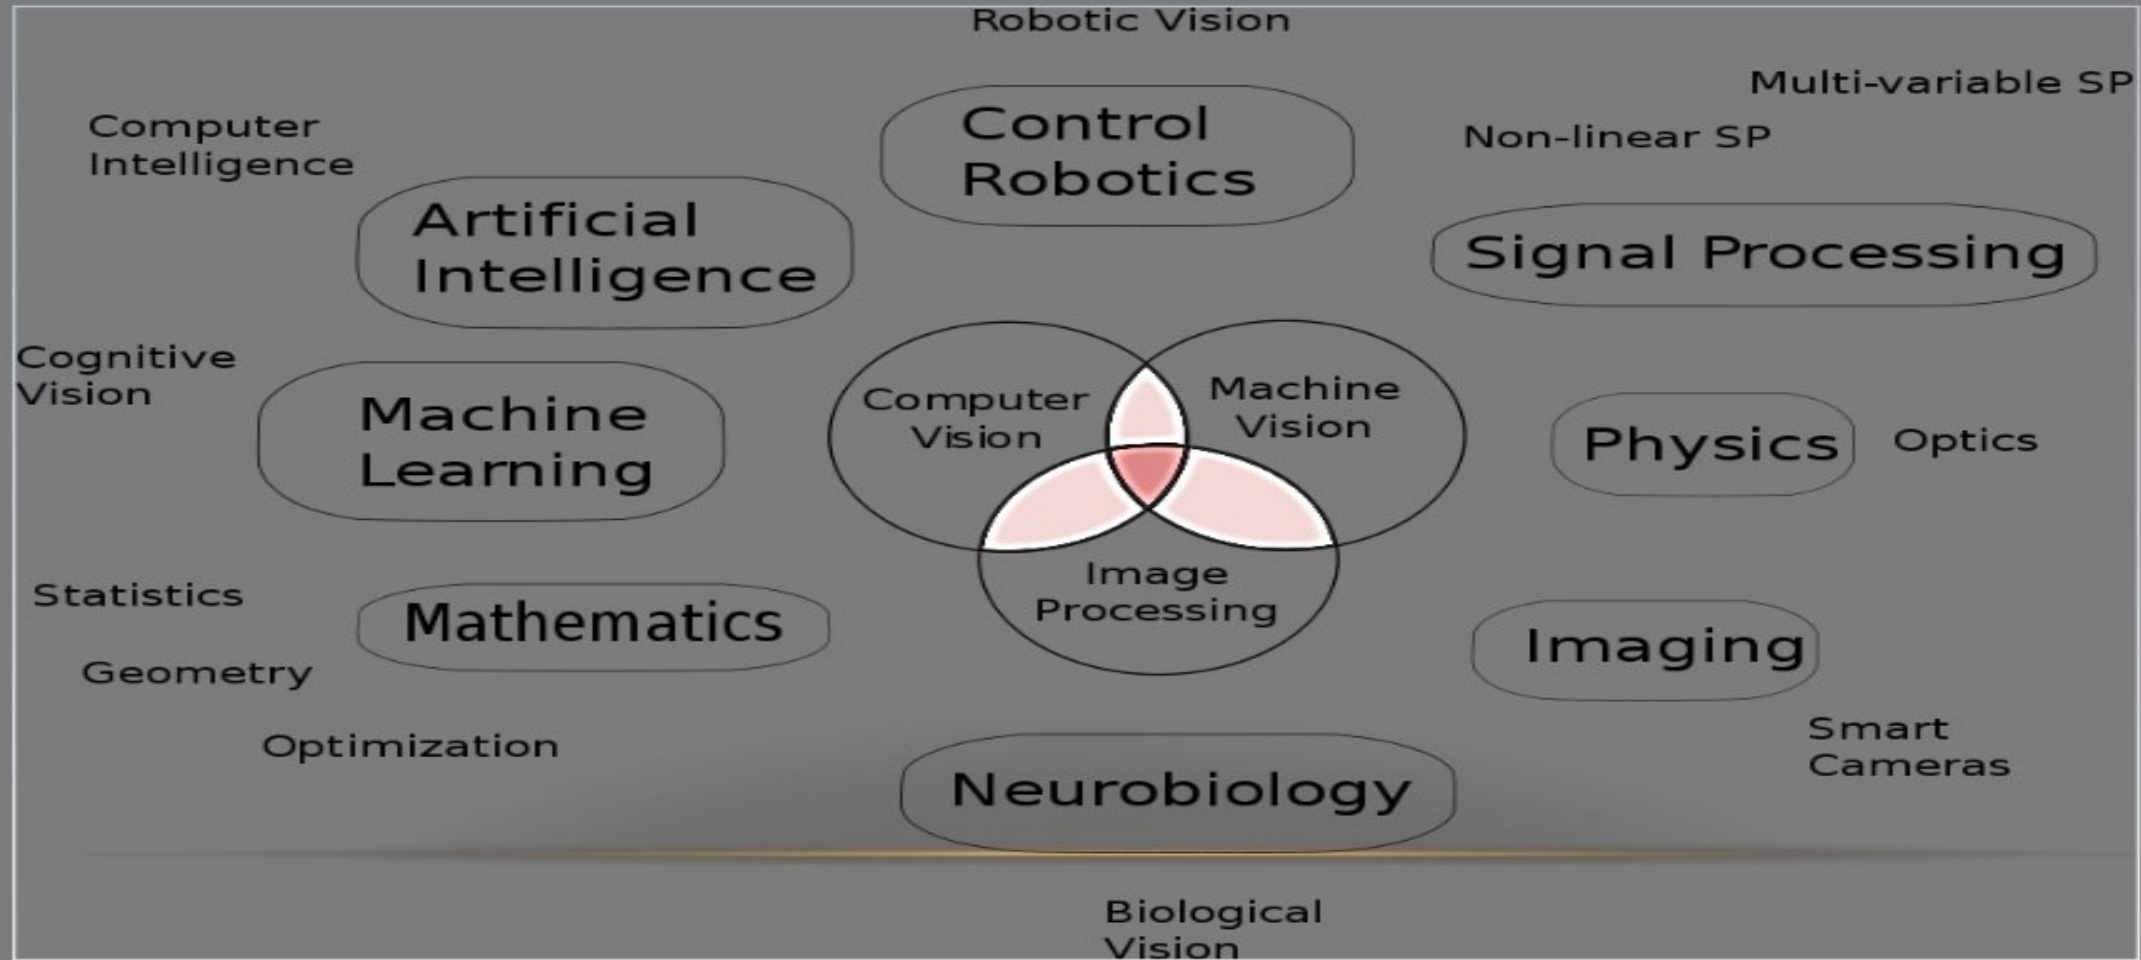 Robotic Vision
Multi-variable SP
Computer
Intelligence
Control
Robotics
Non-linear SP
Artificial
Intelligence
Signal Processing
Cognitive
Vision
Machine
Learning
Computer
Vision
Machine
Vision
Physics
Optics
Image
Processing
Statistics
Mathematics
Geometry
Imaging
Optimization
Smart
Cameras
Neurobiology
Biological
Vision